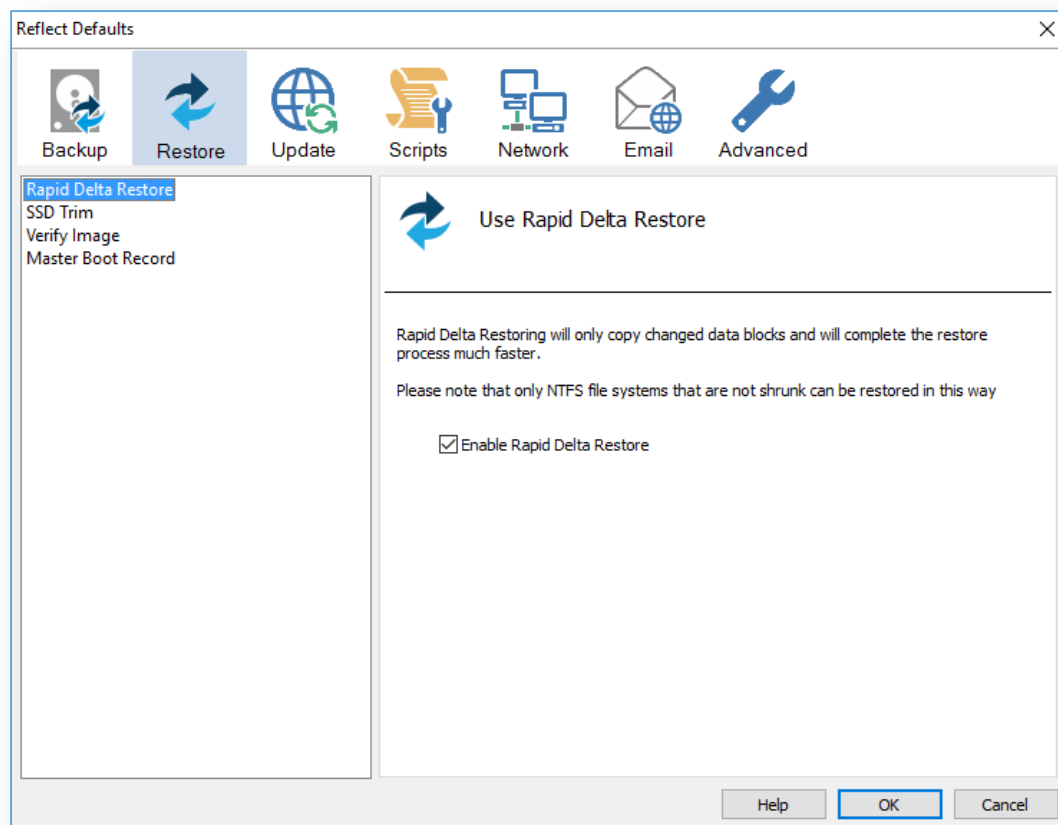 Reflect Defaults
Backup
Restore
Update
Scripts
Network
Email
Advanced
Rapid Delta Restore
SSD Trim
Verify Image
Master Boot Record
Use Rapid Delta Restore
Rapid Delta Restoring will only copy changed data blocks and will complete the restore
process much faster.
Please note that only NTFS file systems that are not shrunk can be restored in this way
Enable Rapid Delta Restore
Help
OK
Cancel